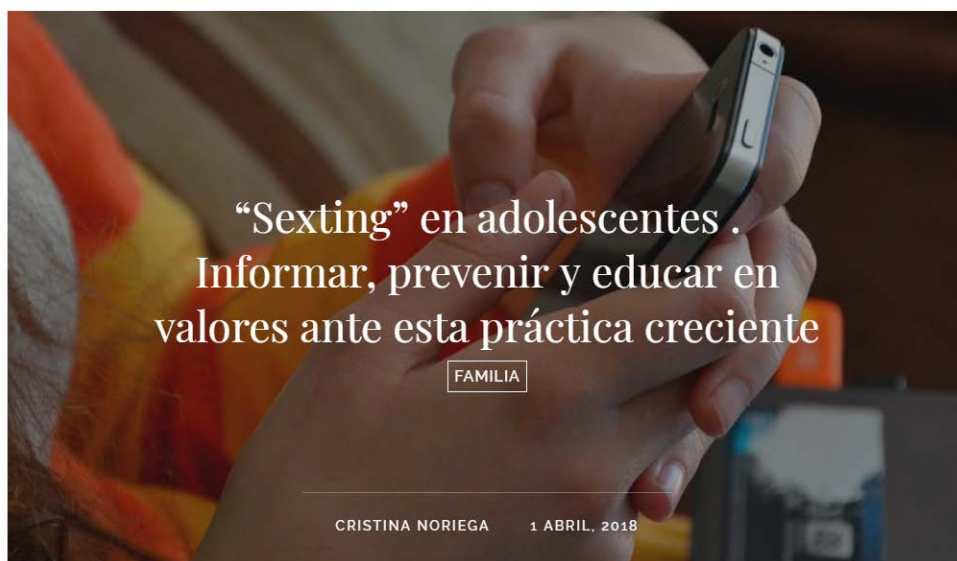 “Sexting” en adolescentes .
Informar, prevenir y educar en
valores ante esta práctica creciente
FAMILIA
CRISTINA NORIEGA 1 ABRIL, 2018